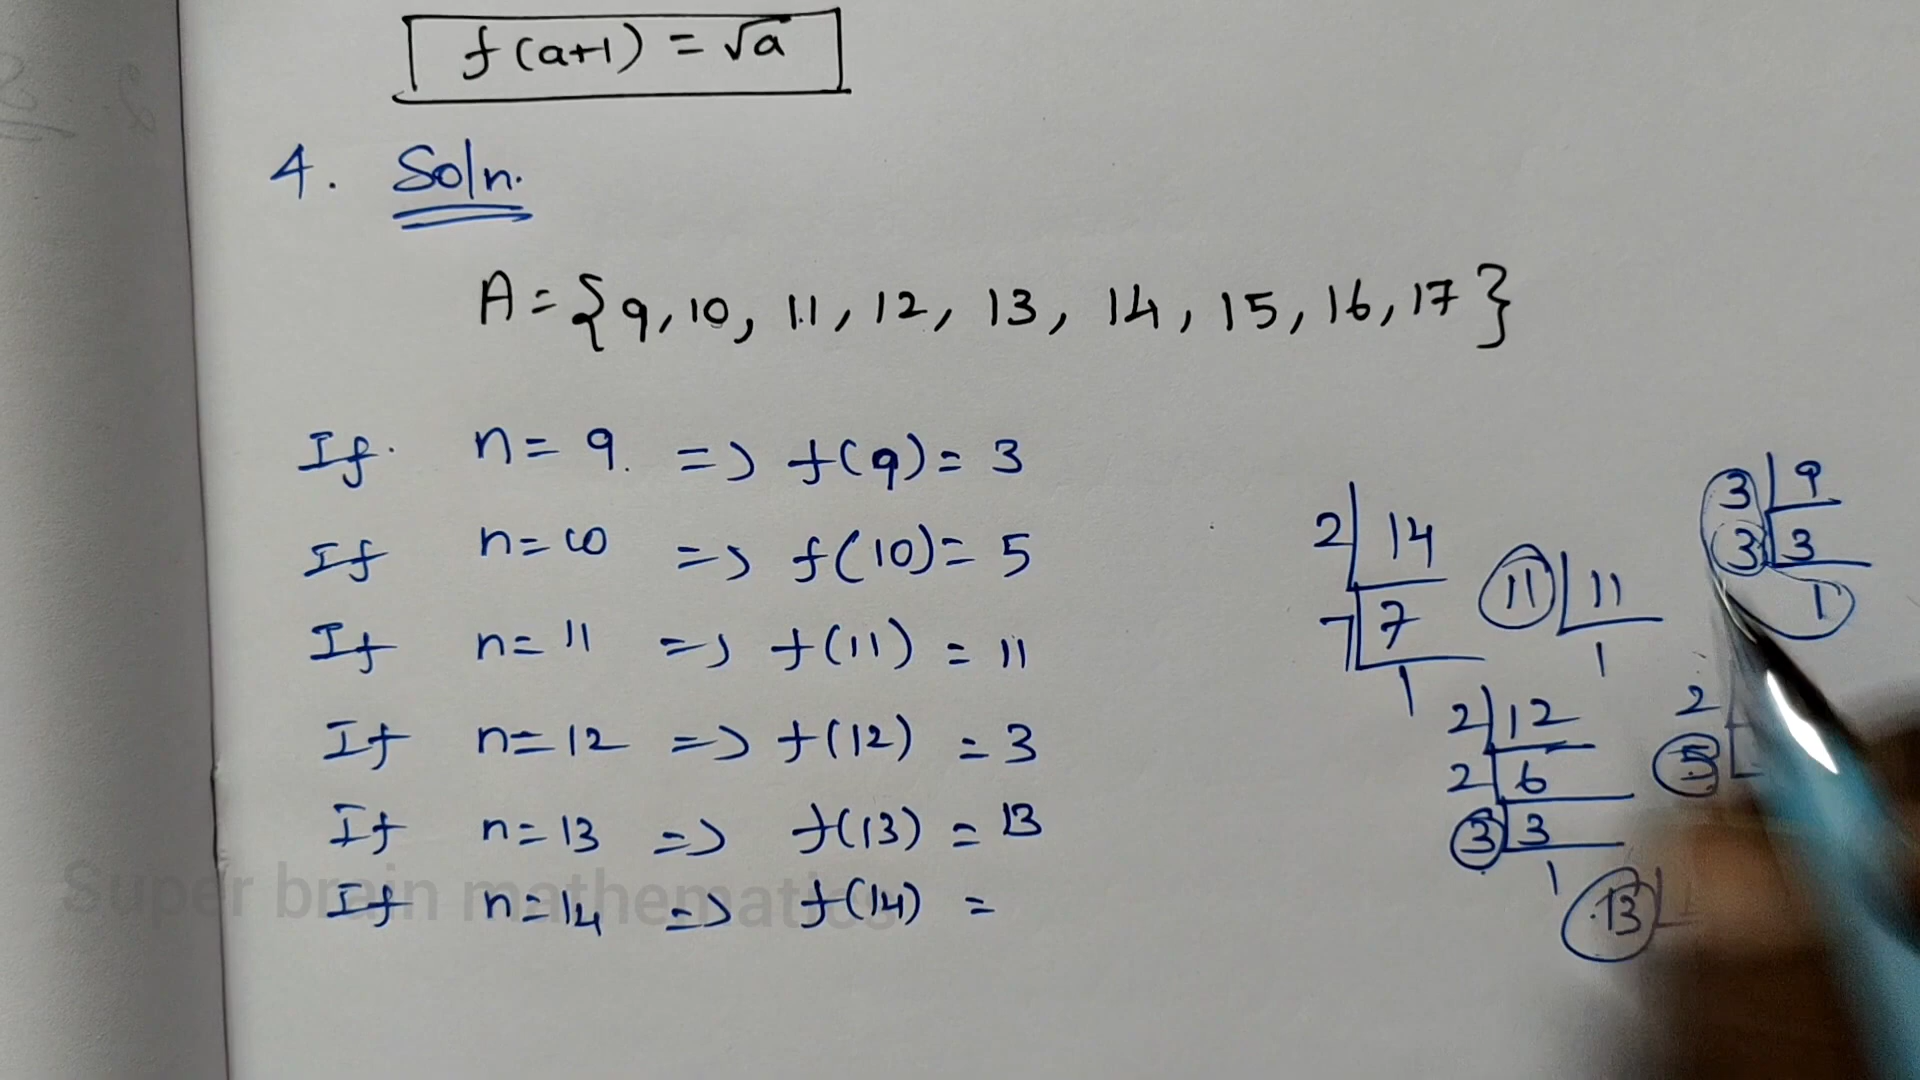 f(a+1) = √a
4. Soln.
A = {9, 10, 11, 12, 13, 14, 15, 16, 17}
If. n = 9. => f(9) = 3
If n = 10 => f(10) = 5
If n = 11 => f(11) = 11
If n = 12 => f(12) = 3
If n = 13 => f(13) = 13
If n = 14 => f(14) =
Super brain mathematics
2 | 14
7 | 7
1
11 | 11
1
3 | 9
3 | 3
1
2 | 12
2 | 6
3 | 3
1
2
5
13